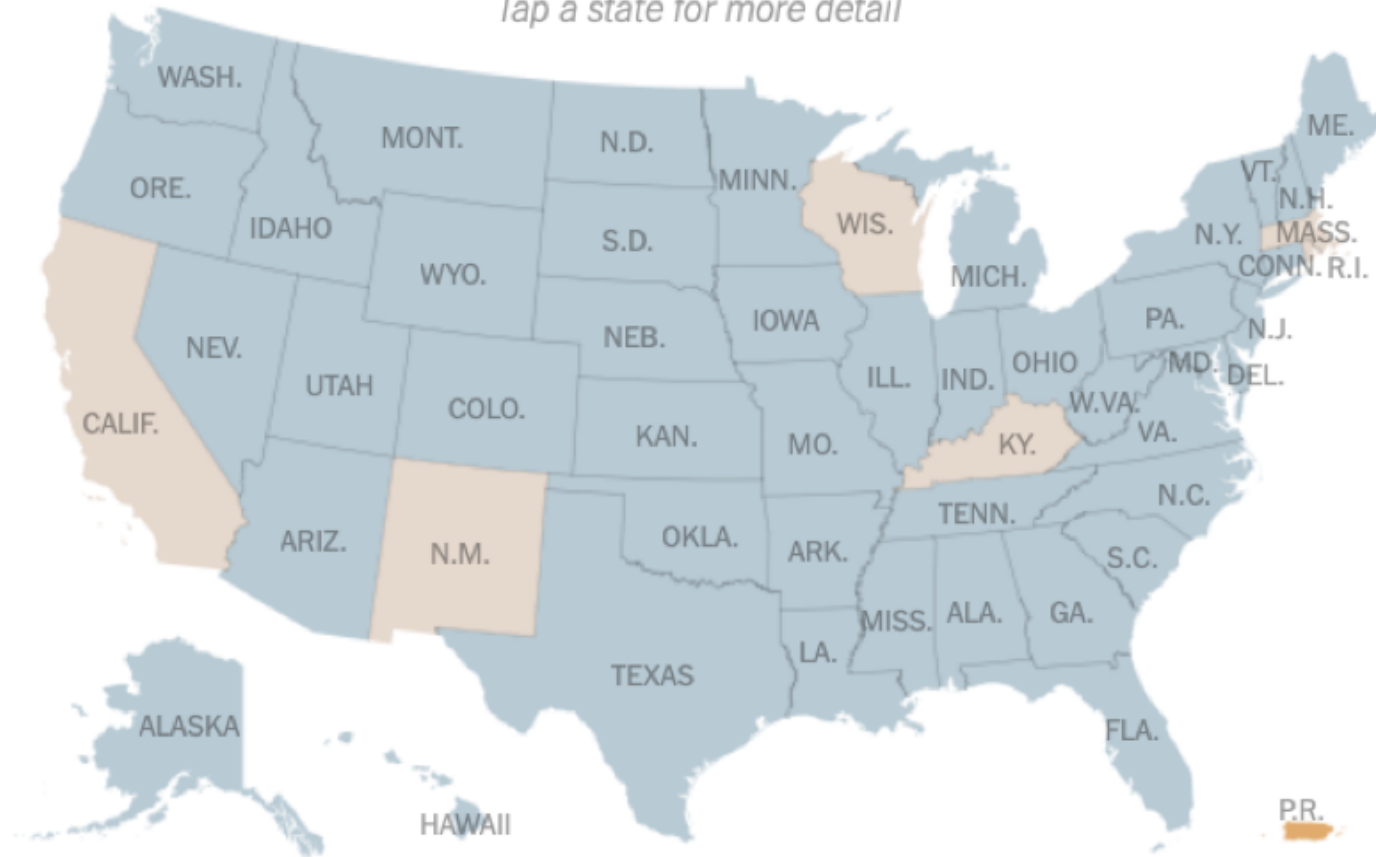 Tap a state for more detail
WASH.
MONT.
N.D.
MINN.
ME.
VT.
N.H.
ORE.
IDAHO
WYO.
S.D.
WIS.
MICH.
N.Y.
MASS.
CONN.
R.I.
NEV.
UTAH
COLO.
NEB.
IOWA
ILL.
IND.
OHIO
PA.
N.J.
MD.
DEL.
W.VA.
VA.
CALIF.
KAN.
MO.
KY.
N.C.
TENN.
ARIZ.
N.M.
OKLA.
ARK.
S.C.
MISS.
ALA.
GA.
TEXAS
LA.
FLA.
ALASKA
HAWAII
P.R.